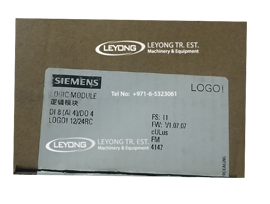 LEYONG
LEYONG TR. EST.
Machinery & Equipment
SIEMENS
LOGO!
Tel No: +971-6-5323061
LOGIC MODULE
逻辑模块
DI 8 (AI 4)/DO 4
LOGO! 12/24RC
FS: 11
FW: V1.07.07
cULus
FM
4147
LEYONG
LEYONG TR. EST.
Machinery & Equipment